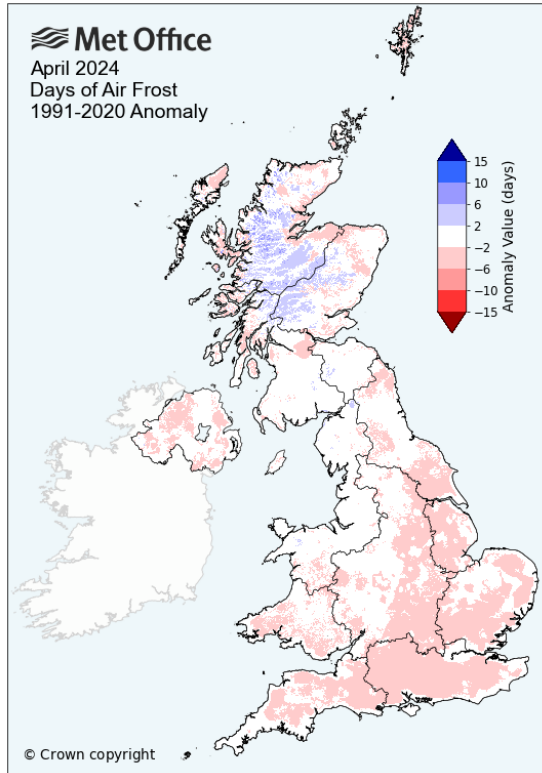 Met Office
April 2024
Days of Air Frost
1991-2020 Anomaly
15
10
6
2
−2
−6
−10
−15
Anomaly Value (days)
© Crown copyright